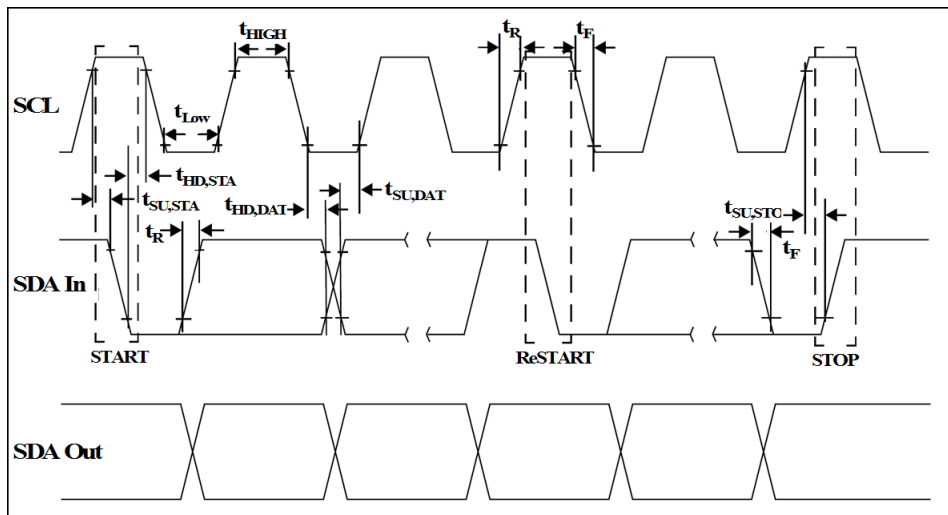 tHIGH
tR
tF
SCL
tLow
tHD,STA
tSU,STA
tHD,DAT
tSU,DAT
tSU,STO
tR
tF
SDA In
START
ReSTART
STOP
SDA Out